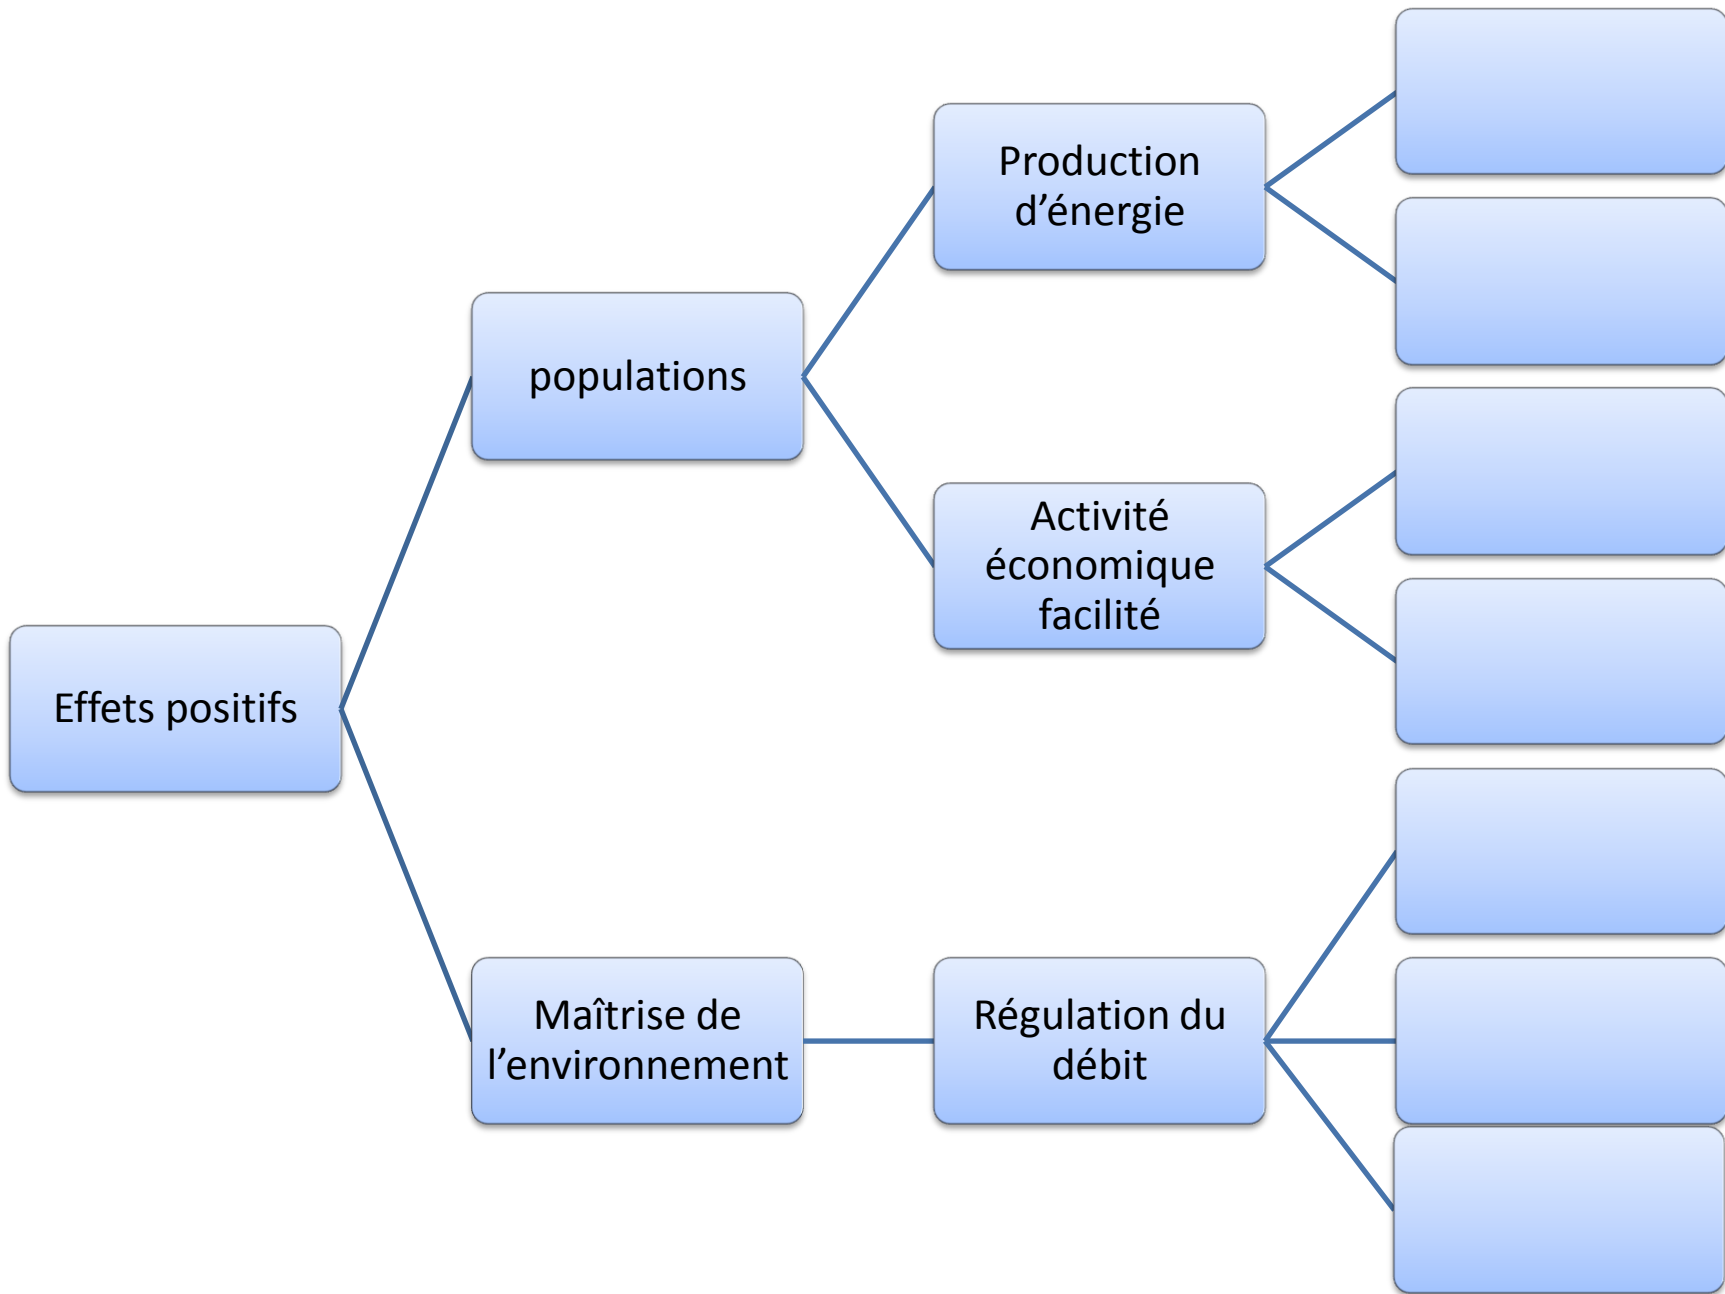 Effets positifs
populations
Production
d’énergie
Activité
économique
facilité
Maîtrise de
l’environnement
Régulation du
débit